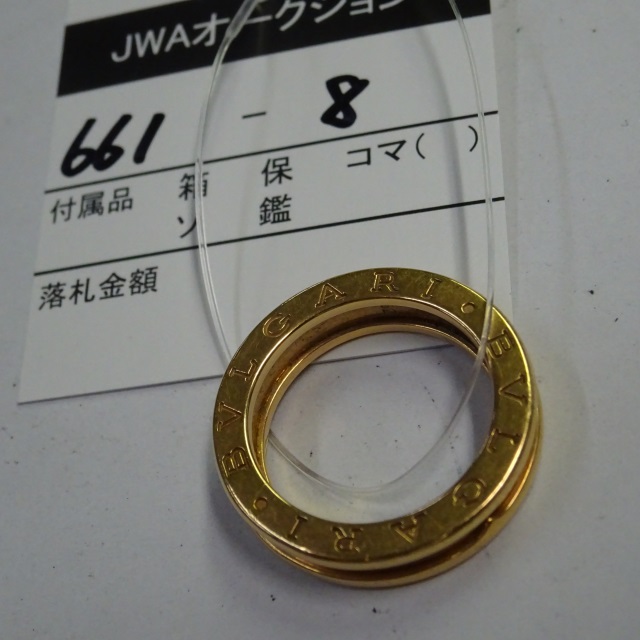 JWAオークション
661 - 8
付属品 箱 保 コマ( )
ソ 鑑
落札金額
BVLGARI • BVLGARI •